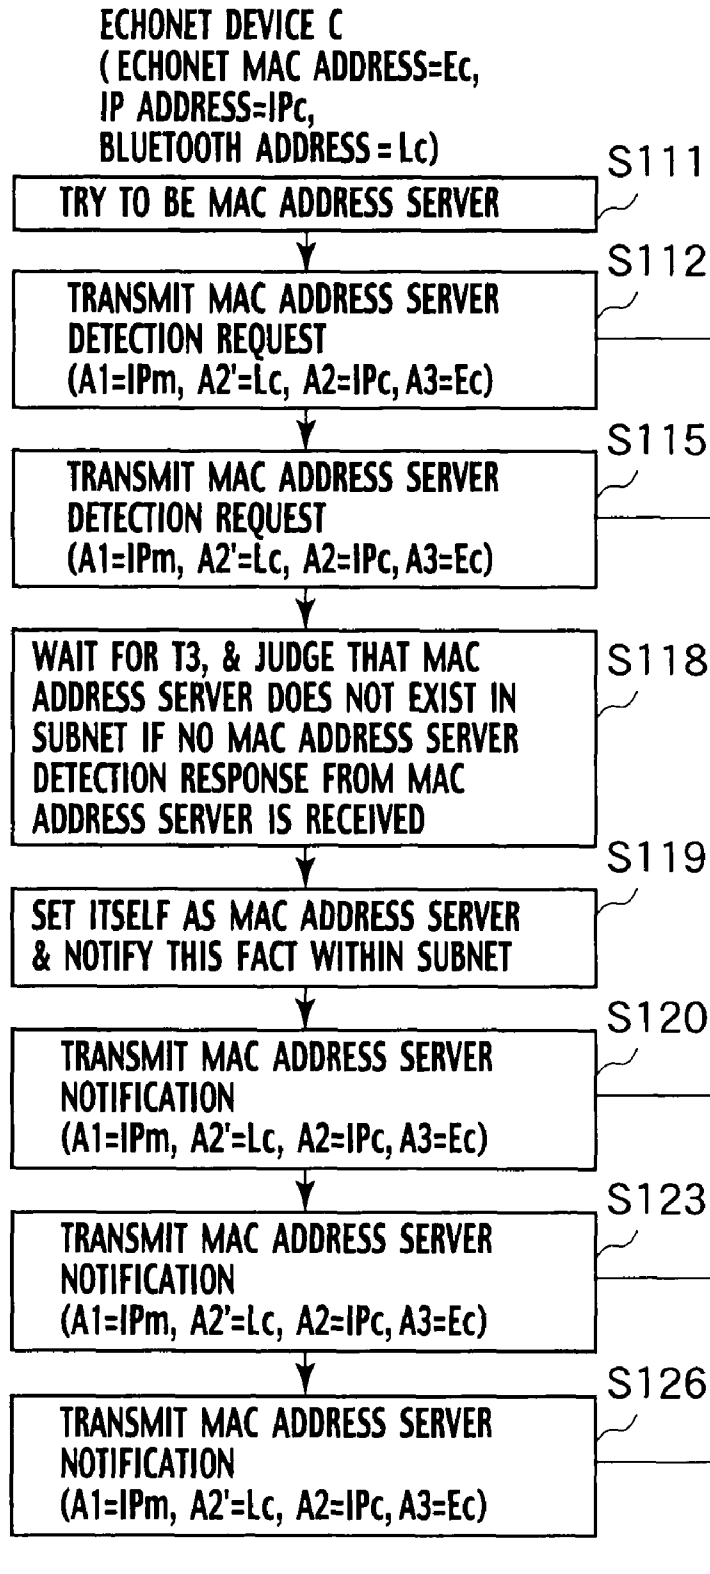 ECHONET DEVICE C
( ECHONET MAC ADDRESS=Ec,
IP ADDRESS=IPc,
BLUETOOTH ADDRESS = Lc)
S111
TRY TO BE MAC ADDRESS SERVER
S112
TRANSMIT MAC ADDRESS SERVER
DETECTION REQUEST
(A1=IPm, A2'=Lc, A2=IPc, A3=Ec)
S115
TRANSMIT MAC ADDRESS SERVER
DETECTION REQUEST
(A1=IPm, A2'=Lc, A2=IPc, A3=Ec)
S118
WAIT FOR T3, & JUDGE THAT MAC
ADDRESS SERVER DOES NOT EXIST IN
SUBNET IF NO MAC ADDRESS SERVER
DETECTION RESPONSE FROM MAC
ADDRESS SERVER IS RECEIVED
S119
SET ITSELF AS MAC ADDRESS SERVER
& NOTIFY THIS FACT WITHIN SUBNET
S120
TRANSMIT MAC ADDRESS SERVER
NOTIFICATION
(A1=IPm, A2'=Lc, A2=IPc, A3=Ec)
S123
TRANSMIT MAC ADDRESS SERVER
NOTIFICATION
(A1=IPm, A2'=Lc, A2=IPc, A3=Ec)
S126
TRANSMIT MAC ADDRESS SERVER
NOTIFICATION
(A1=IPm, A2'=Lc, A2=IPc, A3=Ec)